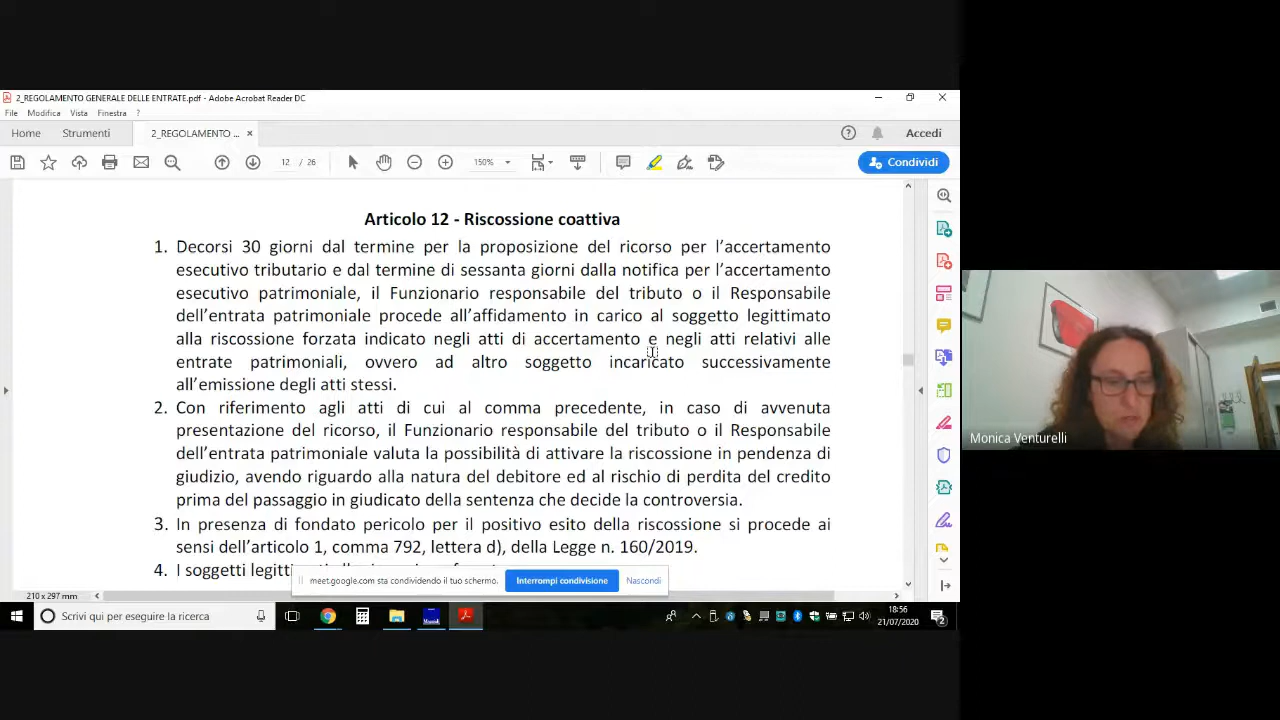 2_REGOLAMENTO GENERALE DELLE ENTRATE.pdf - Adobe Acrobat Reader DC
File Modifica Vista Finestra ?
Home Strumenti 2_REGOLAMENTO ... × Accedi
12 / 26 150% Condividi
Articolo 12 - Riscossione coattiva
1. Decorsi 30 giorni dal termine per la proposizione del ricorso per l’accertamento
esecutivo tributario e dal termine di sessanta giorni dalla notifica per l’accertamento
esecutivo patrimoniale, il Funzionario responsabile del tributo o il Responsabile
dell’entrata patrimoniale procede all’affidamento in carico al soggetto legittimato
alla riscossione forzata indicato negli atti di accertamento e negli atti relativi alle
entrate patrimoniali, ovvero ad altro soggetto incaricato successivamente
all’emissione degli atti stessi.
2. Con riferimento agli atti di cui al comma precedente, in caso di avvenuta
presentazione del ricorso, il Funzionario responsabile del tributo o il Responsabile
dell’entrata patrimoniale valuta la possibilità di attivare la riscossione in pendenza di
giudizio, avendo riguardo alla natura del debitore ed al rischio di perdita del credito
prima del passaggio in giudicato della sentenza che decide la controversia.
3. In presenza di fondato pericolo per il positivo esito della riscossione si procede ai
sensi dell’articolo 1, comma 792, lettera d), della Legge n. 160/2019.
4. I soggetti
meet.google.com sta condividendo il tuo schermo. Interrompi condivisione Nascondi
210 x 297 mm
Scrivi qui per eseguire la ricerca
18:56
21/07/2020
2
Monica Venturelli